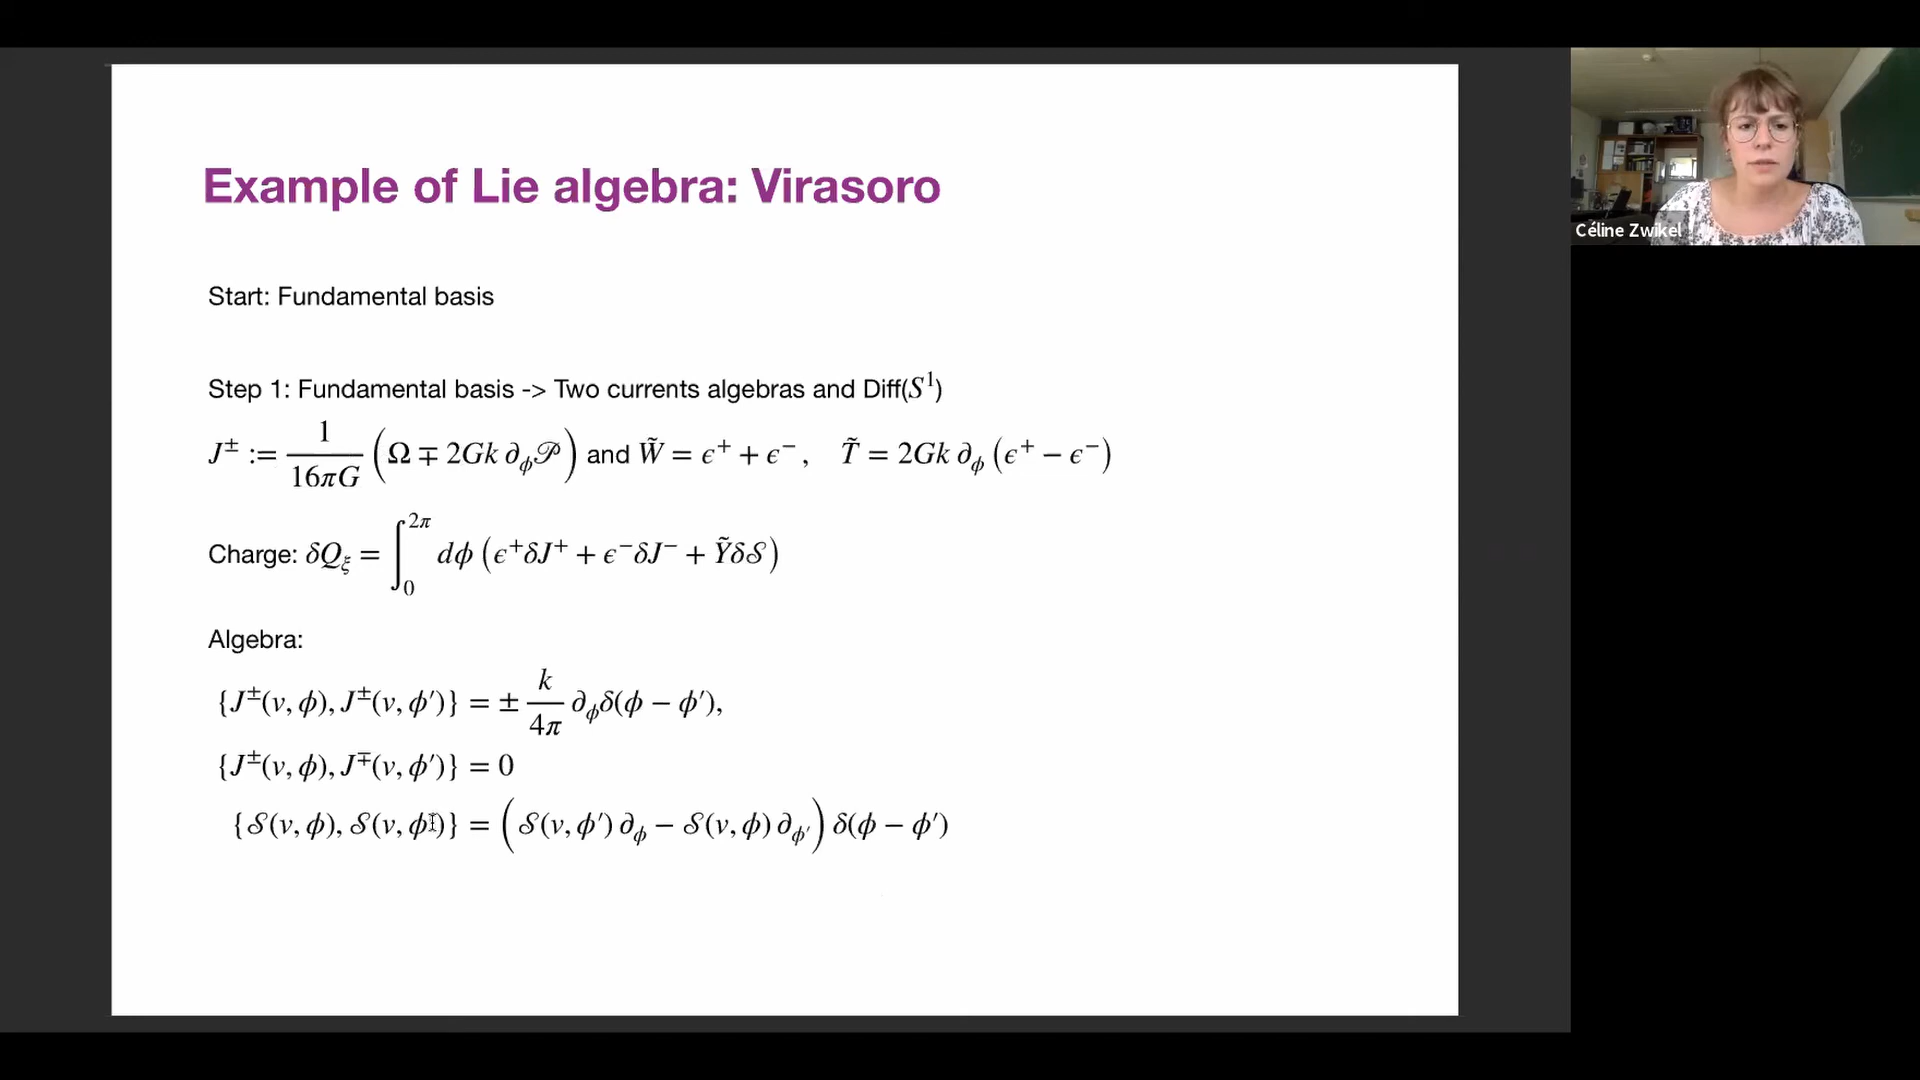 Example of Lie algebra: Virasoro
Céline Zwikel
Start: Fundamental basis
Step 1: Fundamental basis -> Two currents algebras and Diff(S¹)
J^± := 1/(16πG) (Ω ∓ 2Gk ∂_ϕ 𝒫) and W̃ = ϵ⁺ + ϵ⁻ , T̃ = 2Gk ∂_ϕ (ϵ⁺ − ϵ⁻)
Charge: δQ_ξ = ∫_0^{2π} dϕ (ϵ⁺δJ⁺ + ϵ⁻δJ⁻ + Ỹδ𝒮)
Algebra:
{J^±(v, ϕ), J^±(v, ϕ′)} = ± k/(4π) ∂_ϕ δ(ϕ − ϕ′),
{J^±(v, ϕ), J^∓(v, ϕ′)} = 0
{𝒮(v, ϕ), 𝒮(v, ϕ′)} = (𝒮(v, ϕ′) ∂_ϕ − 𝒮(v, ϕ) ∂_ϕ′) δ(ϕ − ϕ′)